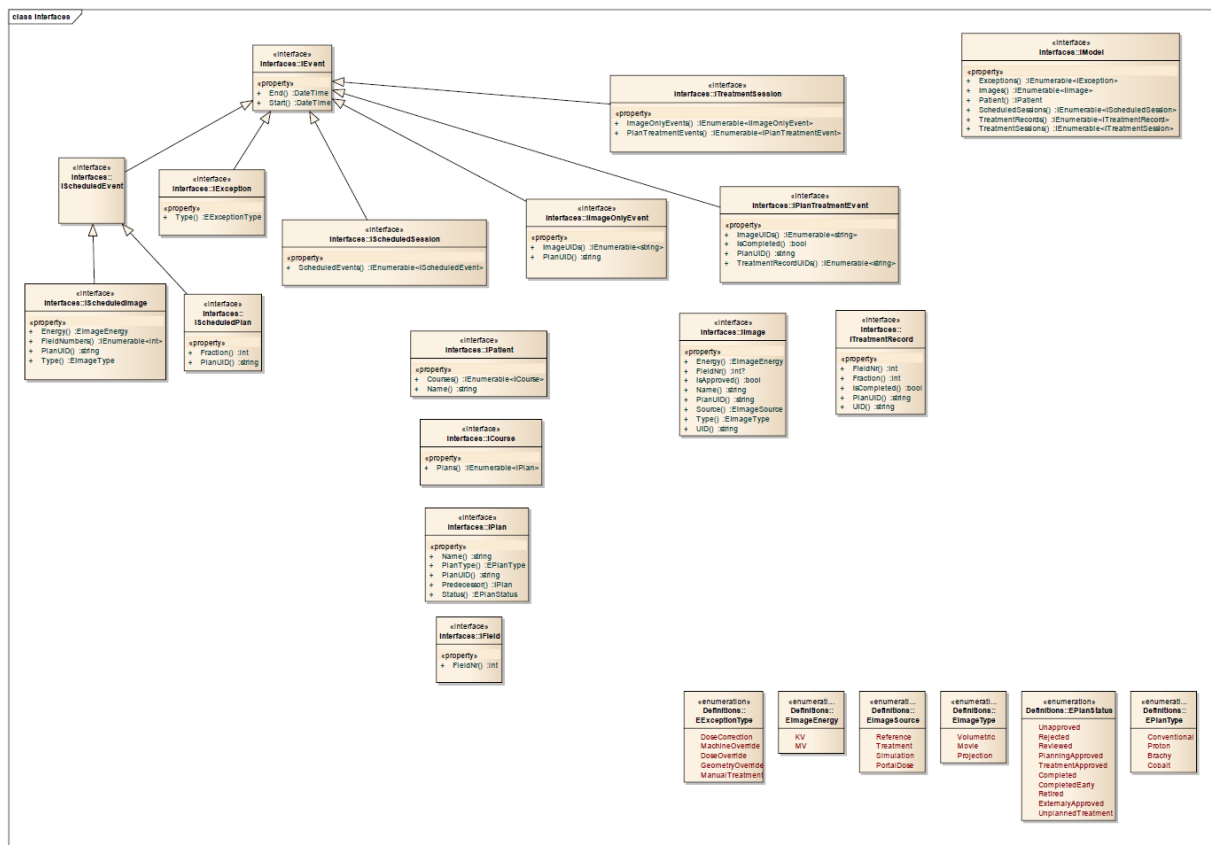 class Interfaces
«interface»
Interfaces::IEvent
«property»
+ End() :DateTime
+ Start() :DateTime
«interface»
Interfaces::IModel
«property»
+ Exceptions() :IEnumerable<IException>
+ Images() :IEnumerable<IImage>
+ Patient() :IPatient
+ ScheduledSessions() :IEnumerable<IScheduledSession>
+ TreatmentRecords() :IEnumerable<ITreatmentRecord>
+ TreatmentSessions() :IEnumerable<ITreatmentSession>
«interface»
Interfaces::ITreatmentSession
«property»
+ ImageOnlyEvents() :IEnumerable<IImageOnlyEvent>
+ PlanTreatmentEvents() :IEnumerable<IPlanTreatmentEvent>
«interface»
Interfaces::
IScheduledEvent
«interface»
Interfaces::IException
«property»
+ Type() :EExceptionType
«interface»
Interfaces::IScheduledSession
«property»
+ ScheduledEvents() :IEnumerable<IScheduledEvent>
«interface»
Interfaces::IImageOnlyEvent
«property»
+ ImageUIDs() :IEnumerable<string>
+ PlanUID() :string
«interface»
Interfaces::IPlanTreatmentEvent
«property»
+ ImageUIDs() :IEnumerable<string>
+ IsCompleted() :bool
+ PlanUID() :string
+ TreatmentRecordUIDs() :IEnumerable<string>
«interface»
Interfaces::IScheduledImage
«property»
+ Energy() :EImageEnergy
+ FieldNumbers() :IEnumerable<int>
+ PlanUID() :string
+ Type() :EImageType
«interface»
Interfaces::
IScheduledPlan
«property»
+ Fraction() :int
+ PlanUID() :string
«interface»
Interfaces::IPatient
«property»
+ Courses() :IEnumerable<ICourse>
+ Name() :string
«interface»
Interfaces::IImage
«property»
+ Energy() :EImageEnergy
+ FieldNr() :int?
+ IsApproved() :bool
+ Name() :string
+ PlanUID() :string
+ Source() :EImageSource
+ Type() :EImageType
+ UID() :string
«interface»
Interfaces::
ITreatmentRecord
«property»
+ FieldNr() :int
+ Fraction() :int
+ IsCompleted() :bool
+ PlanUID() :string
+ UID() :string
«interface»
Interfaces::ICourse
«property»
+ Plans() :IEnumerable<IPlan>
«interface»
Interfaces::IPlan
«property»
+ Name() :string
+ PlanType() :EPlanType
+ PlanUID() :string
+ Predecessor() :IPlan
+ Status() :EPlanStatus
«interface»
Interfaces::IField
«property»
+ FieldNr() :int
«enumeration»
Definitions::
EExceptionType
DoseCorrection
MachineOverride
DoseOverride
GeometryOverride
ManualTreatment
«enumerati...
Definitions::
EImageEnergy
KV
MV
«enumerati...
Definitions::
EImageSource
Reference
Treatment
Simulation
PortalDose
«enumerati...
Definitions::
EImageType
Volumetric
Movie
Projection
«enumeration»
Definitions::EPlanStatus
Unapproved
Rejected
Reviewed
PlanningApproved
TreatmentApproved
Completed
CompletedEarly
Retired
ExternalyApproved
UnplannedTreatment
«enumerati...
Definitions::
EPlanType
Conventional
Proton
Brachy
Cobalt